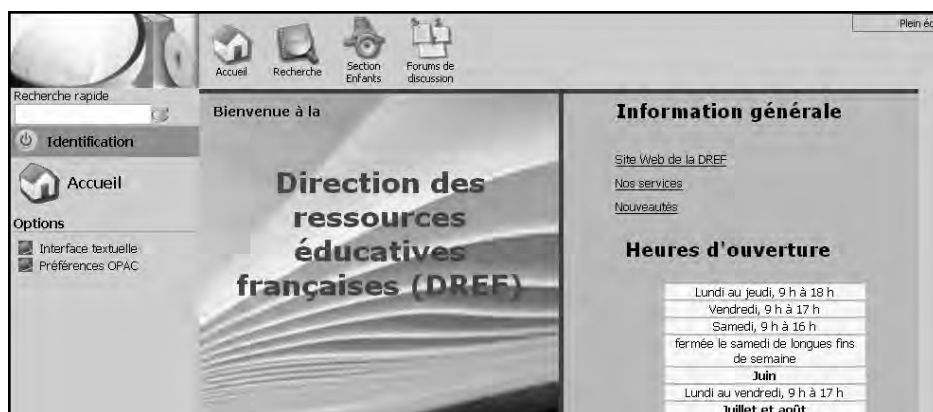 Accueil
Recherche
Section
Enfants
Forums de
discussion
Plein éc
Recherche rapide
Identification
Accueil
Options
Interface textuelle
Préférences OPAC
Bienvenue à la
Direction des
ressources
éducatives
françaises (DREF)
Information générale
Site Web de la DREF
Nos services
Nouveautés
Heures d'ouverture
Lundi au jeudi, 9 h à 18 h
Vendredi, 9 h à 17 h
Samedi, 9 h à 16 h
fermée le samedi de longues fins
de semaine
Juin
Lundi au vendredi, 9 h à 17 h
Juillet et août